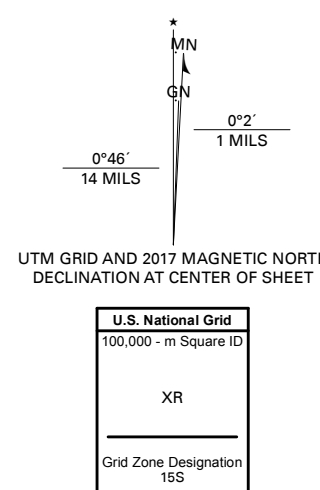 ★
MN
GN
0°2´
1 MILS
0°46´
14 MILS
UTM GRID AND 2017 MAGNETIC NORTH
DECLINATION AT CENTER OF SHEET
U.S. National Grid
100,000 - m Square ID
XR
Grid Zone Designation
15S